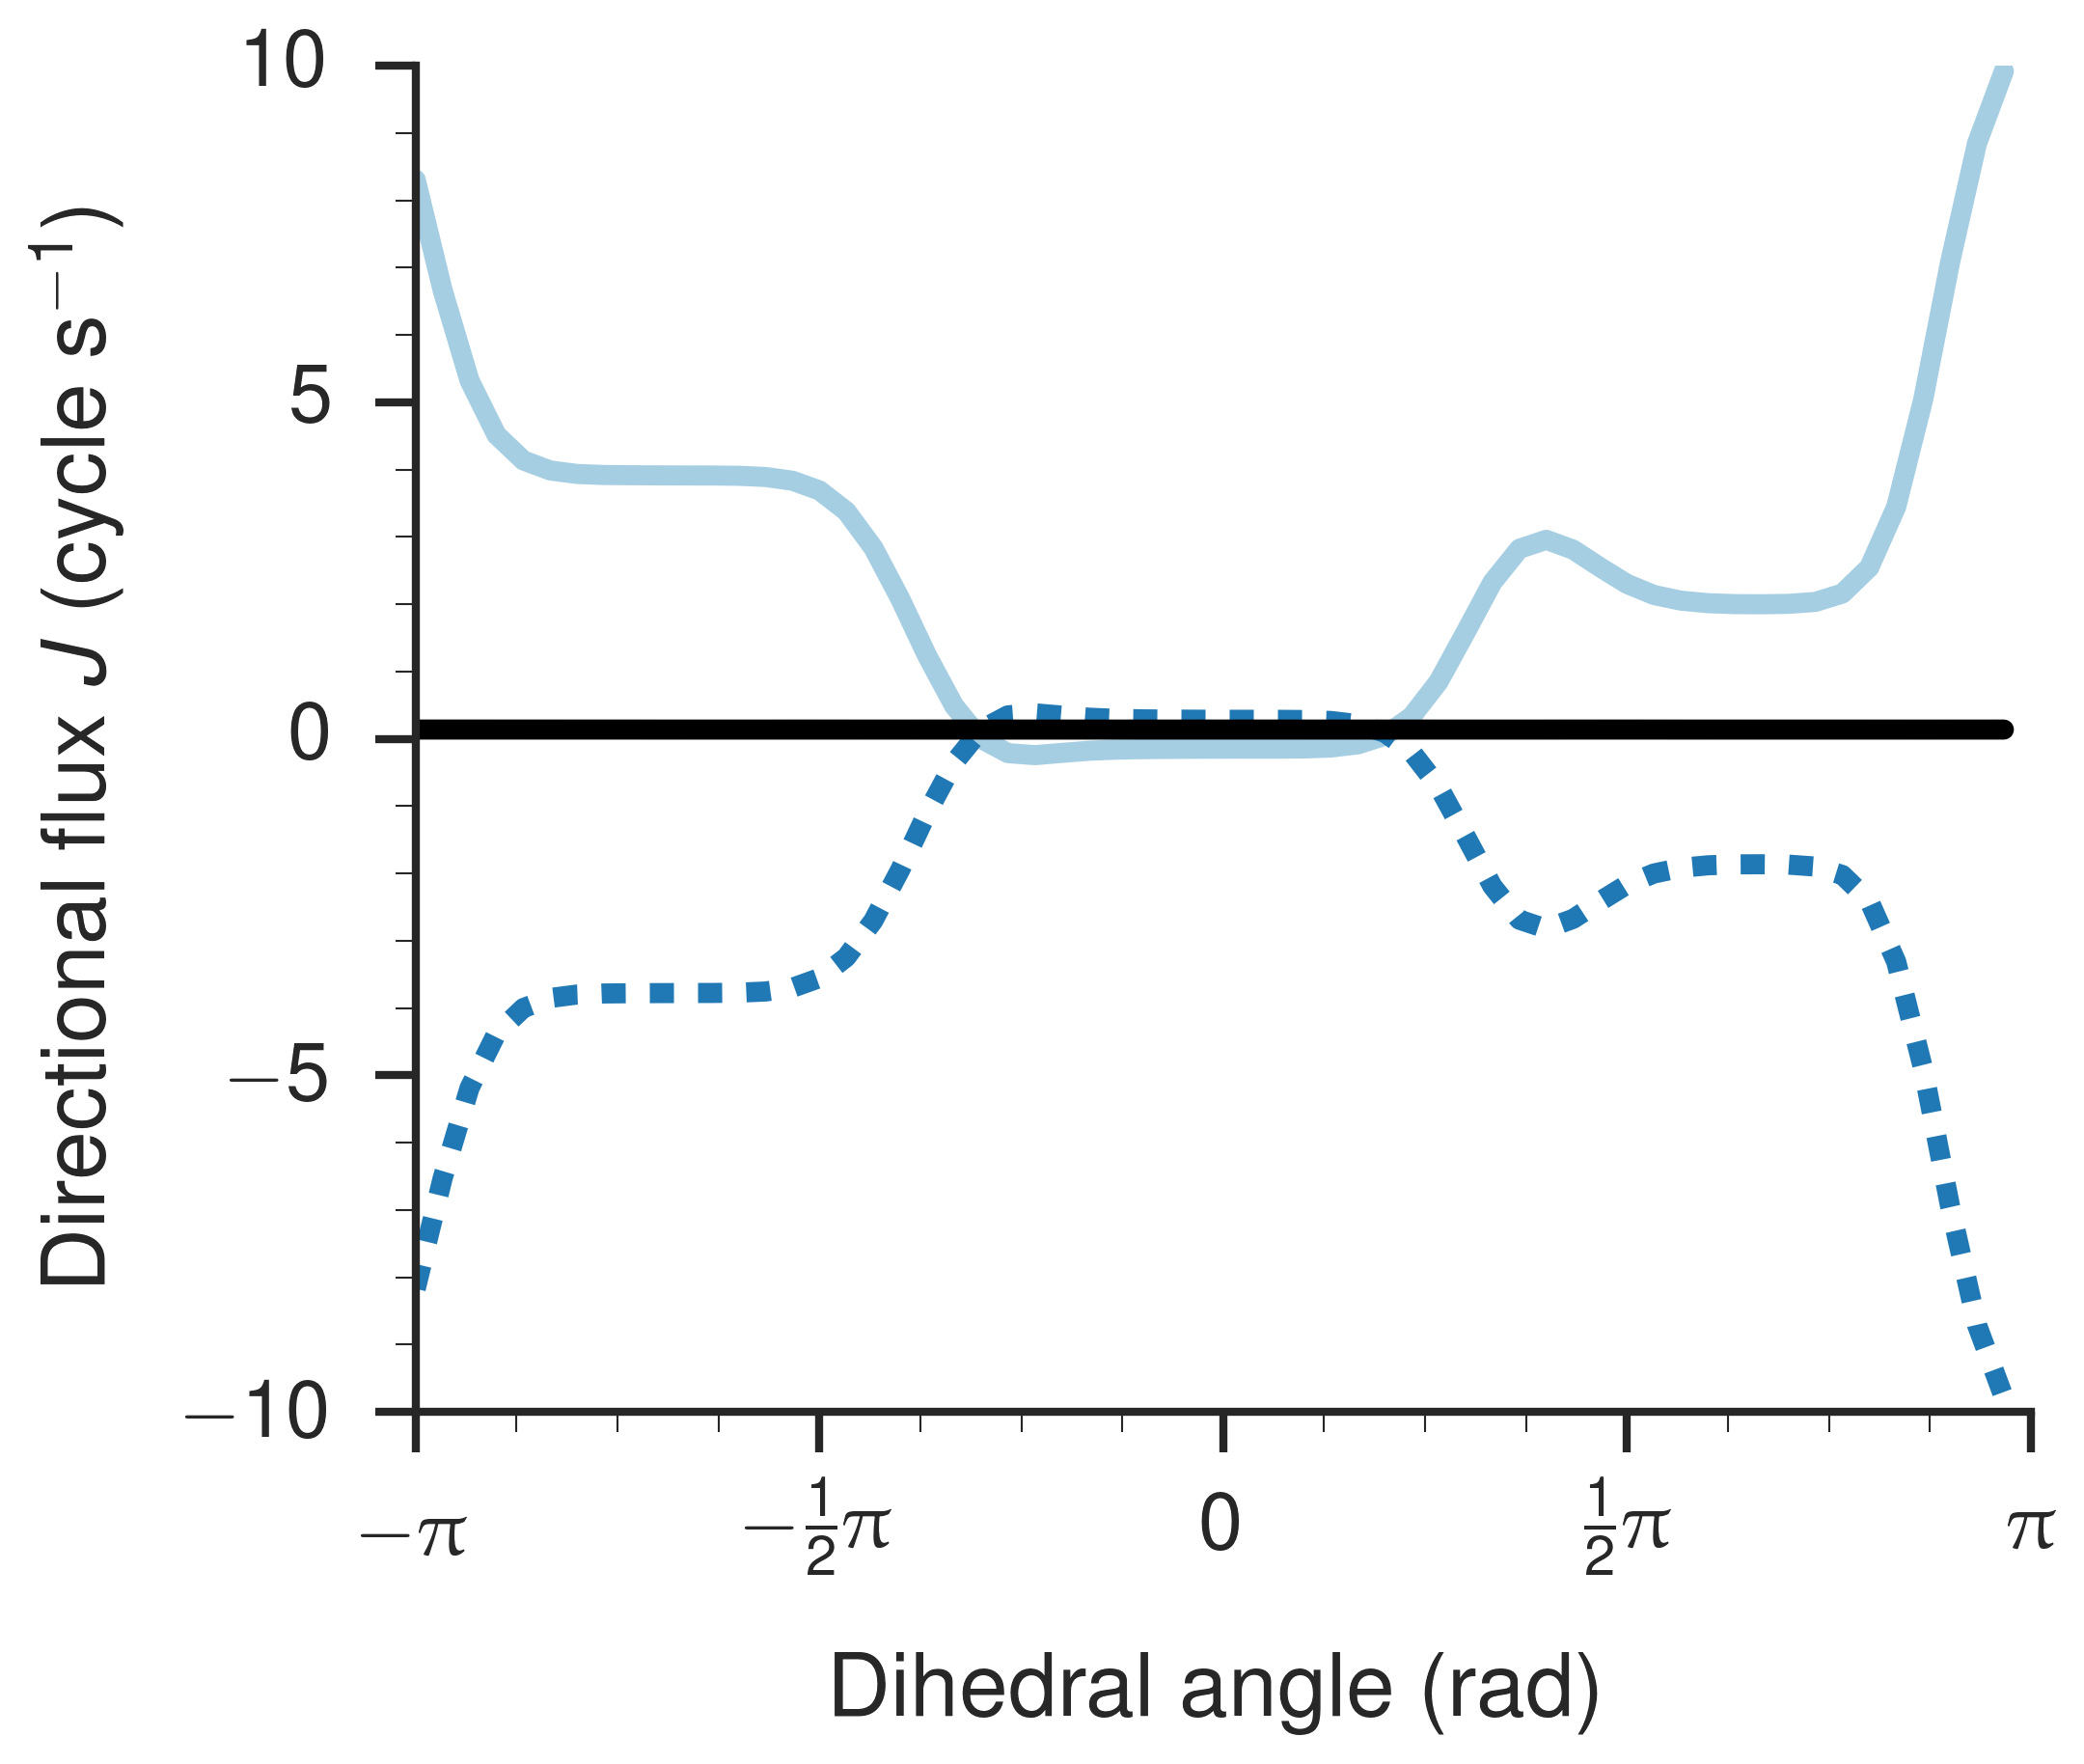 Directional flux J (cycle s⁻¹)
10
5
0
−5
−10
−π
−½π
0
½π
π
Dihedral angle (rad)